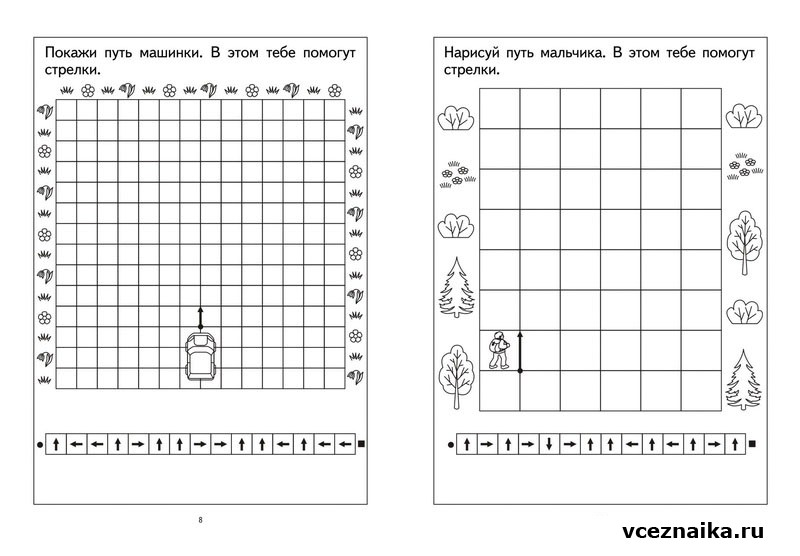 Покажи путь машинки. В этом тебе помогут
стрелки.
Нарисуй путь мальчика. В этом тебе помогут
стрелки.
8
vceznaika.ru